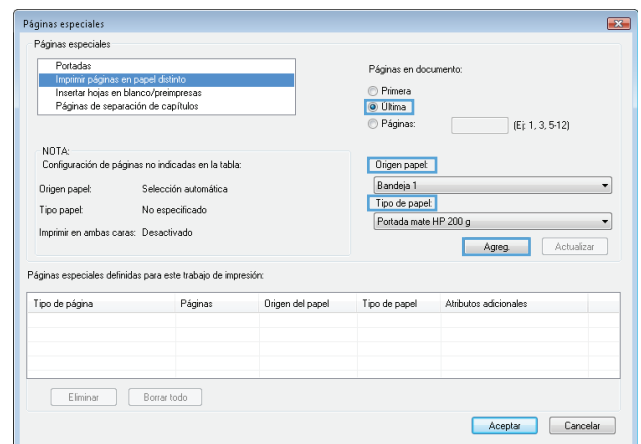 Páginas especiales
Páginas especiales
Portadas
Imprimir páginas en papel distinto
Insertar hojas en blanco/preimpresas
Páginas de separación de capítulos
Páginas en documento:
Primera
Última
Páginas: (Ej: 1, 3, 5-12)
NOTA:
Configuración de páginas no indicadas en la tabla:
Origen papel: Selección automática
Tipo papel: No especificado
Imprimir en ambas caras: Desactivado
Origen papel:
Bandeja 1
Tipo de papel:
Portada mate HP 200 g
Agreg. Actualizar
Páginas especiales definidas para este trabajo de impresión:
Tipo de página Páginas Origen del papel Tipo de papel Atributos adicionales
Eliminar Borrar todo
Aceptar Cancelar